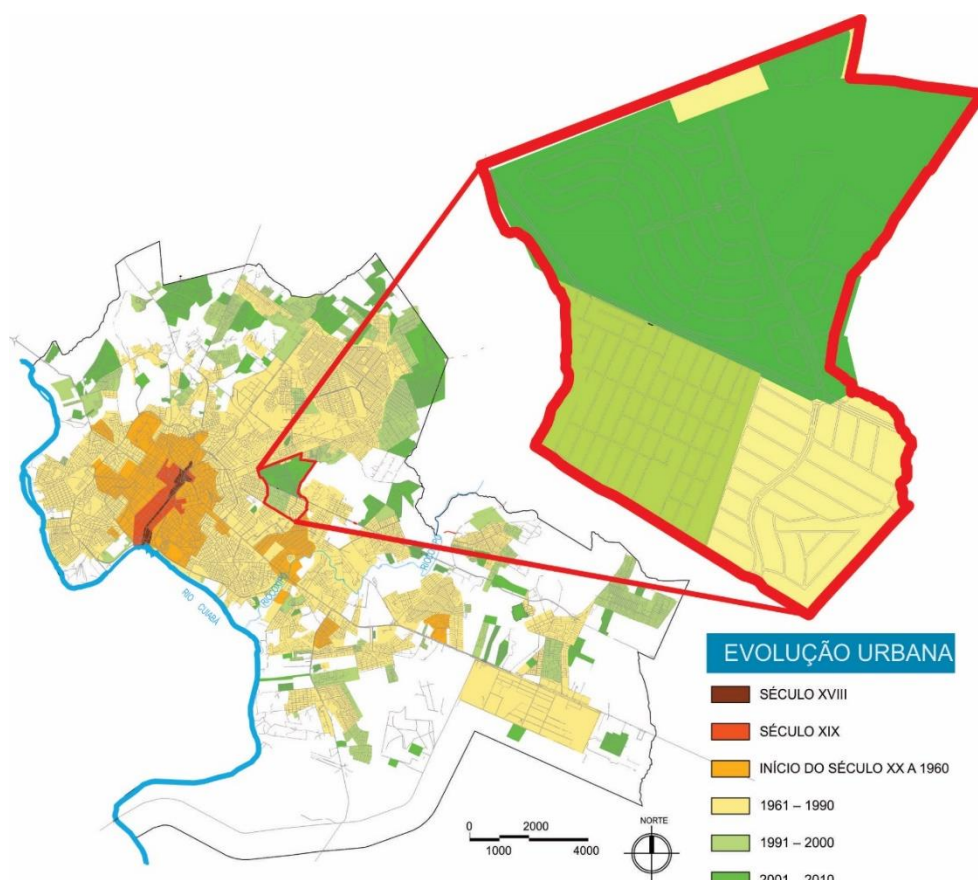 RIO CUIABÁ
EVOLUÇÃO URBANA
SÉCULO XVIII
SÉCULO XIX
INÍCIO DO SÉCULO XX A 1960
1961 – 1990
1991 – 2000
2001 – 2010
0 2000
1000 4000
NORTE